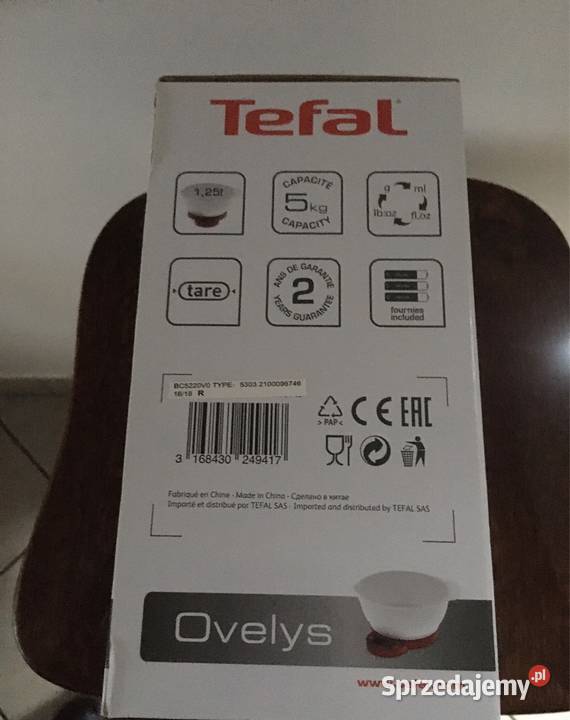 Tefal
1,25l
CAPACITÉ
5kg
CAPACITY
g ml
lb:oz fl.oz
tare
ANS DE GARANTIE
2
YEARS GUARANTEE
fournies
included
BC5220V0 TYPE: 5303 2100096746
16/18 R
> PAP <
CE EAC
3 168430 249417
Fabriqué en Chine - Made in China - Сделано в китае
Importé et distribué par TEFAL SAS - Imported and distributed by TEFAL SAS
Ovelys
www.
Sprzedajemy.pl